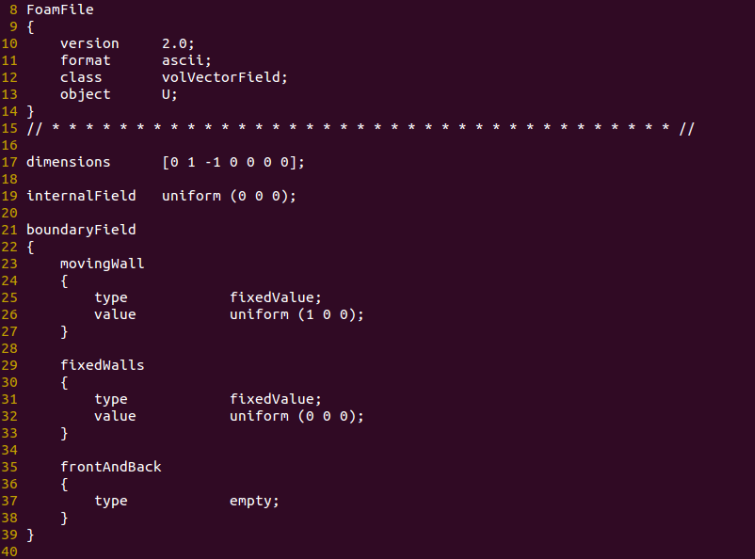 8 FoamFile
9 {
10     version     2.0;
11     format      ascii;
12     class       volVectorField;
13     object      U;
14 }
15 // * * * * * * * * * * * * * * * * * * * * * * * * * * * * * * * * * * * * * //
16
17 dimensions      [0 1 -1 0 0 0 0];
18
19 internalField   uniform (0 0 0);
20
21 boundaryField
22 {
23     movingWall
24     {
25         type            fixedValue;
26         value           uniform (1 0 0);
27     }
28
29     fixedWalls
30     {
31         type            fixedValue;
32         value           uniform (0 0 0);
33     }
34
35     frontAndBack
36     {
37         type            empty;
38     }
39 }
40